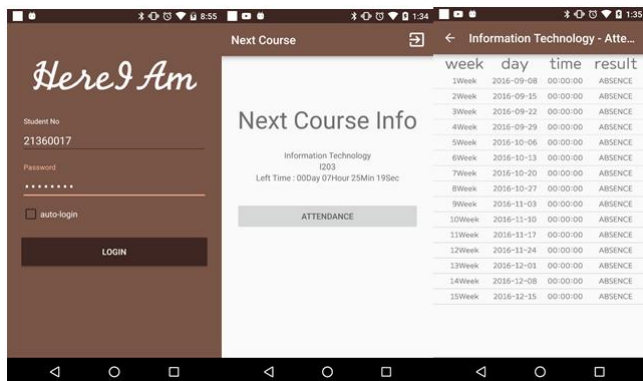 8:55
HereIAm
Student No
21360017
Password
••••••••
auto-login
LOGIN
1:34
Next Course
Next Course Info
Information Technology
I203
Left Time : 000Day 07Hour 25Min 19Sec
ATTENDANCE
1:35
Information Technology - Atte...
week day time result
1Week 2016-09-08 00:00:00 ABSENCE
2Week 2016-09-15 00:00:00 ABSENCE
3Week 2016-09-22 00:00:00 ABSENCE
4Week 2016-09-29 00:00:00 ABSENCE
5Week 2016-10-06 00:00:00 ABSENCE
6Week 2016-10-13 00:00:00 ABSENCE
7Week 2016-10-20 00:00:00 ABSENCE
8Week 2016-10-27 00:00:00 ABSENCE
9Week 2016-11-03 00:00:00 ABSENCE
10Week 2016-11-10 00:00:00 ABSENCE
11Week 2016-11-17 00:00:00 ABSENCE
12Week 2016-11-24 00:00:00 ABSENCE
13Week 2016-12-01 00:00:00 ABSENCE
14Week 2016-12-08 00:00:00 ABSENCE
15Week 2016-12-15 00:00:00 ABSENCE